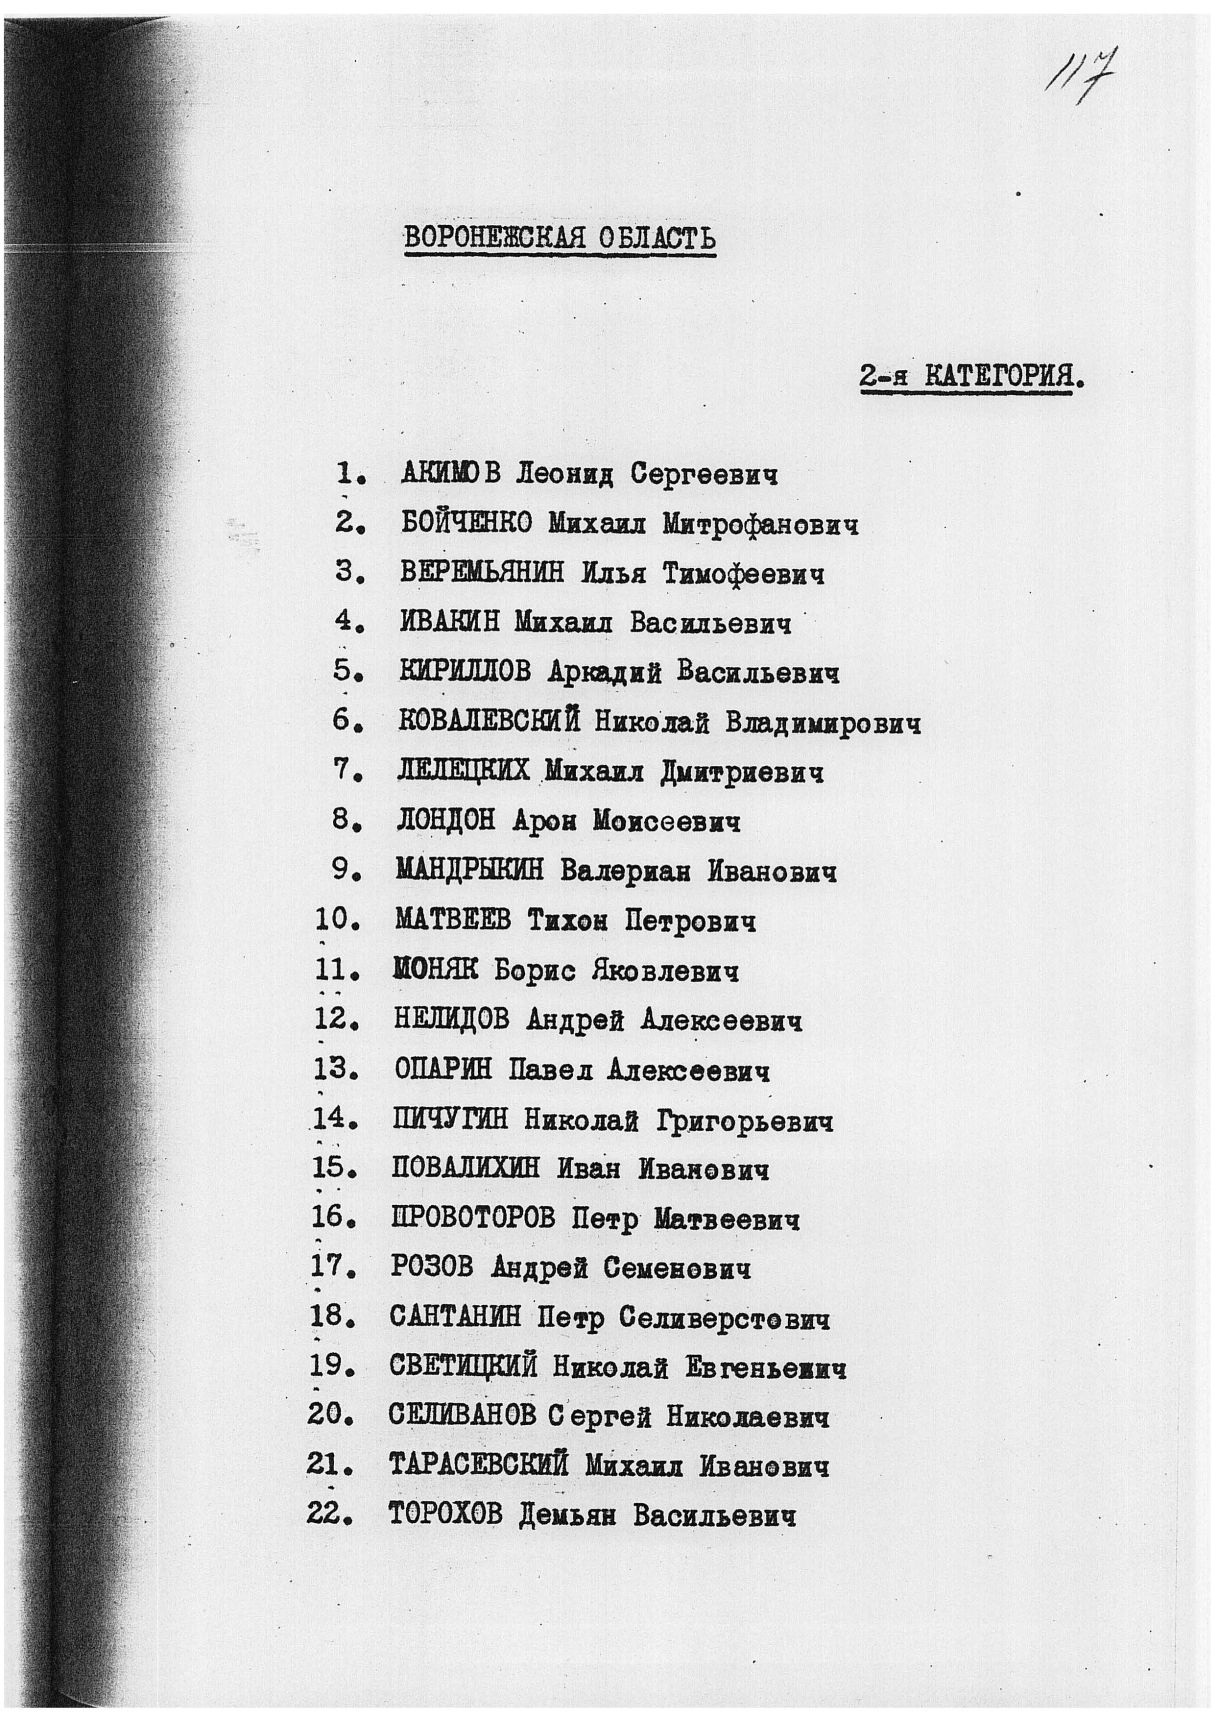 117
ВОРОНЕЖСКАЯ ОБЛАСТЬ
2-я КАТЕГОРИЯ.
1. АКИМОВ Леонид Сергеевич
2. БОЙЧЕНКО Михаил Митрофанович
3. ВЕРЕМЬЯНИН Илья Тимофеевич
4. ИВАКИН Михаил Васильевич
5. КИРИЛЛОВ Аркадий Васильевич
6. КОВАЛЕВСКИЙ Николай Владимирович
7. ЛЕЛЕЦКИХ Михаил Дмитриевич
8. ЛОНДОН Арон Моисеевич
9. МАНДРЫКИН Валериан Иванович
10. МАТВЕЕВ Тихон Петрович
11. МОНЯК Борис Яковлевич
12. НЕЛИДОВ Андрей Алексеевич
13. ОПАРИН Павел Алексеевич
14. ПИЧУГИН Николай Григорьевич
15. ПОВАЛИХИН Иван Иванович
16. ПРОВОТОРОВ Петр Матвеевич
17. РОЗОВ Андрей Семенович
18. САНТАНИН Петр Селиверстович
19. СВЕТИЦКИЙ Николай Евгеньевич
20. СЕЛИВАНОВ Сергей Николаевич
21. ТАРАСЕВСКИЙ Михаил Иванович
22. ТОРОХОВ Демьян Васильевич